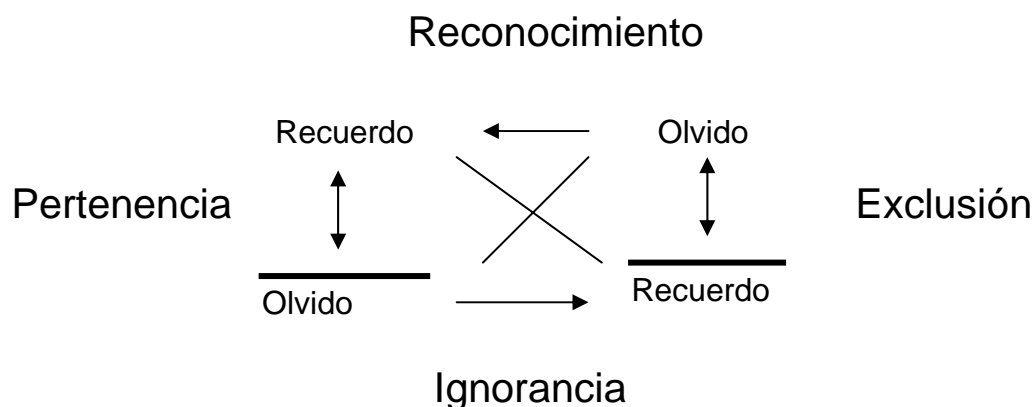 Reconocimiento
Recuerdo Olvido
Pertenencia Exclusión
Olvido Recuerdo
Ignorancia